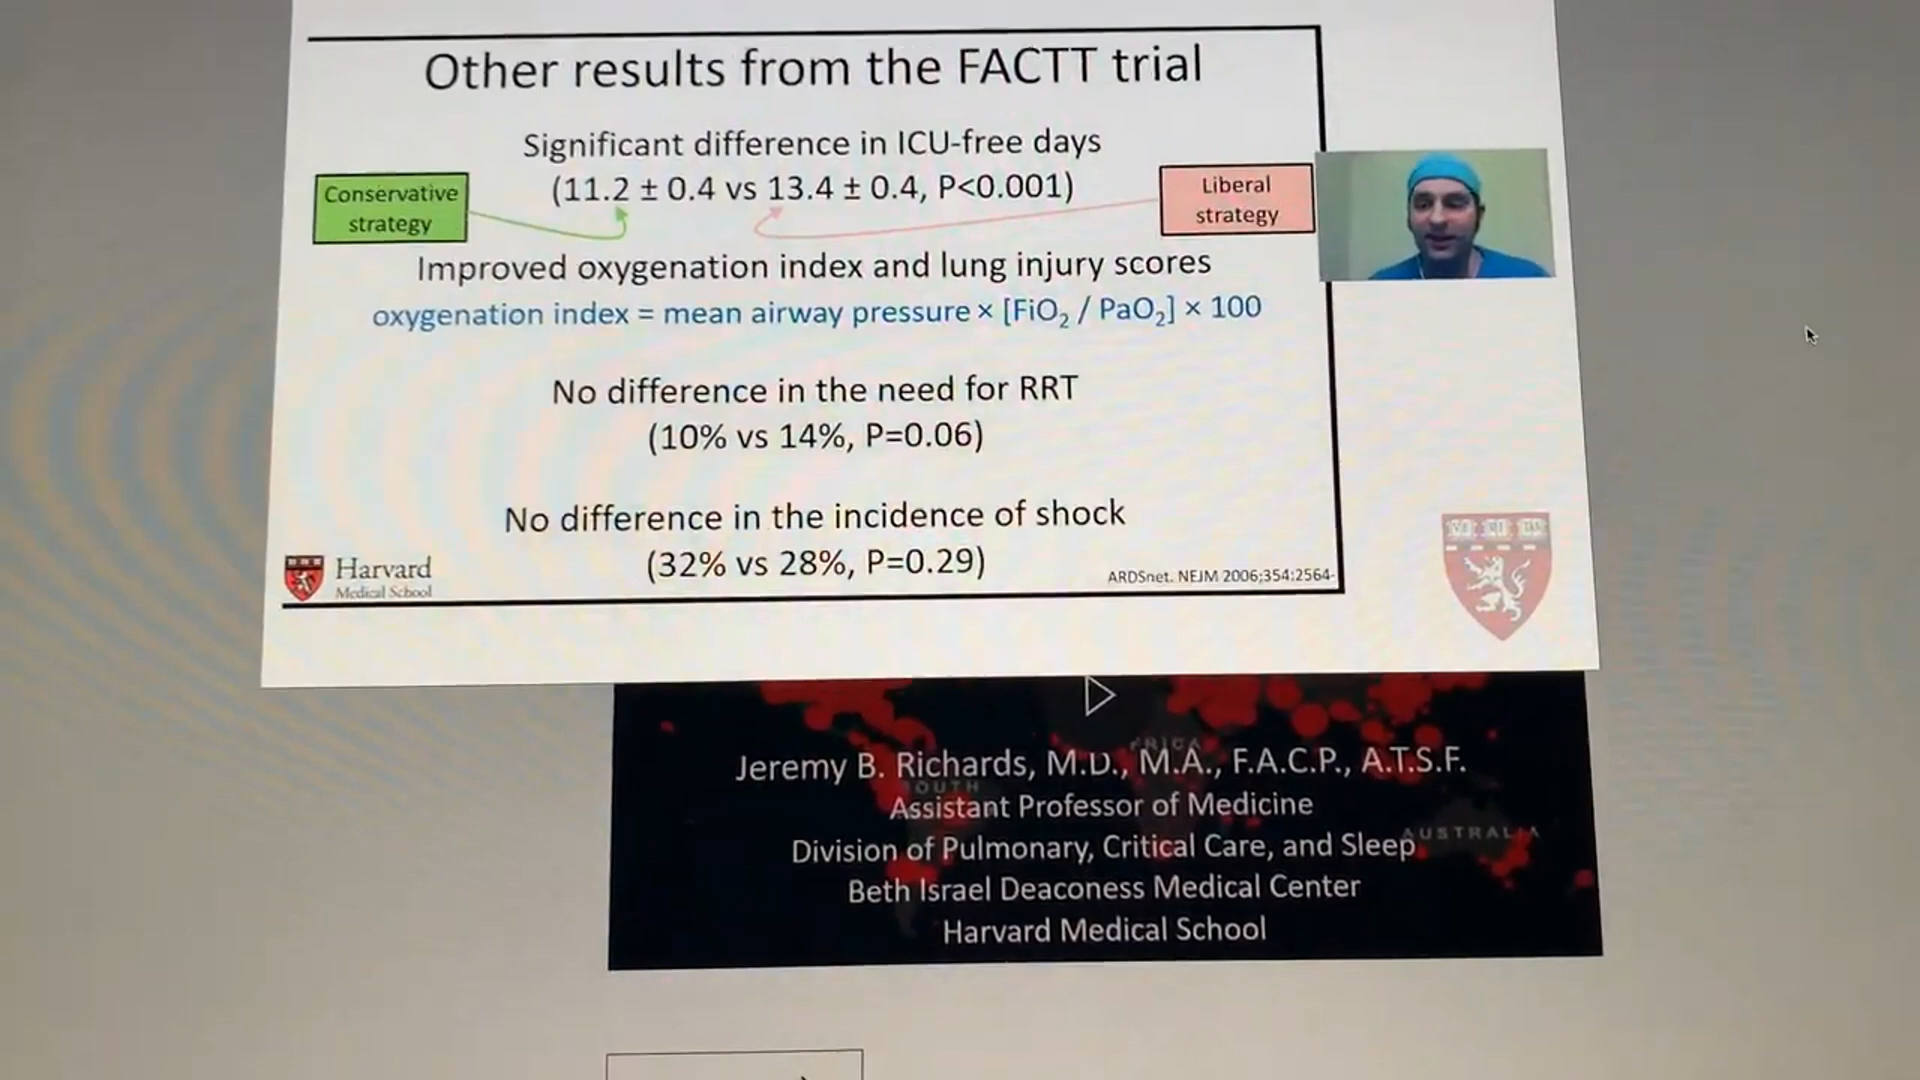 Other results from the FACTT trial
Significant difference in ICU-free days
(11.2 ± 0.4 vs 13.4 ± 0.4, P<0.001)
Conservative
strategy
Liberal
strategy
Improved oxygenation index and lung injury scores
oxygenation index = mean airway pressure × [FiO₂ / PaO₂] × 100
No difference in the need for RRT
(10% vs 14%, P=0.06)
No difference in the incidence of shock
(32% vs 28%, P=0.29)
Harvard
Medical School
ARDSnet. NEJM 2006;354:2564-
Jeremy B. Richards, M.D., M.A., F.A.C.P., A.T.S.F.
Assistant Professor of Medicine
Division of Pulmonary, Critical Care, and Sleep
AUSTRALIA
Beth Israel Deaconess Medical Center
Harvard Medical School